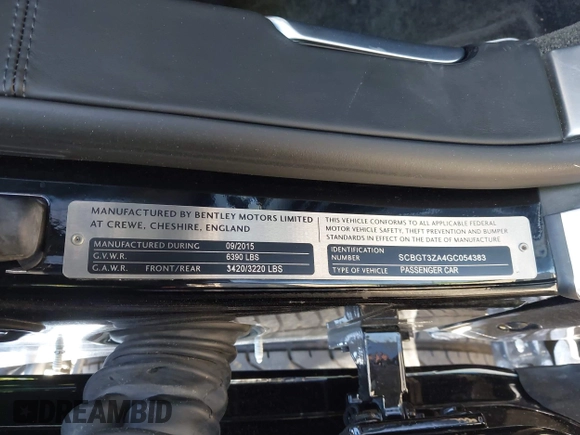 MANUFACTURED BY BENTLEY MOTORS LIMITED
AT CREWE, CHESHIRE, ENGLAND
MANUFACTURED DURING 09/2015
G.V.W.R. 6390 LBS
G.A.W.R. FRONT/REAR 3420/3220 LBS
THIS VEHICLE CONFORMS TO ALL APPLICABLE FEDERAL
MOTOR VEHICLE SAFETY, THEFT PREVENTION AND BUMPER
STANDARDS IN EFFECT ON THE DATE OF MANUFACTURE
IDENTIFICATION
NUMBER SCBGT3ZA4GC054383
TYPE OF VEHICLE PASSENGER CAR
DREAMBID